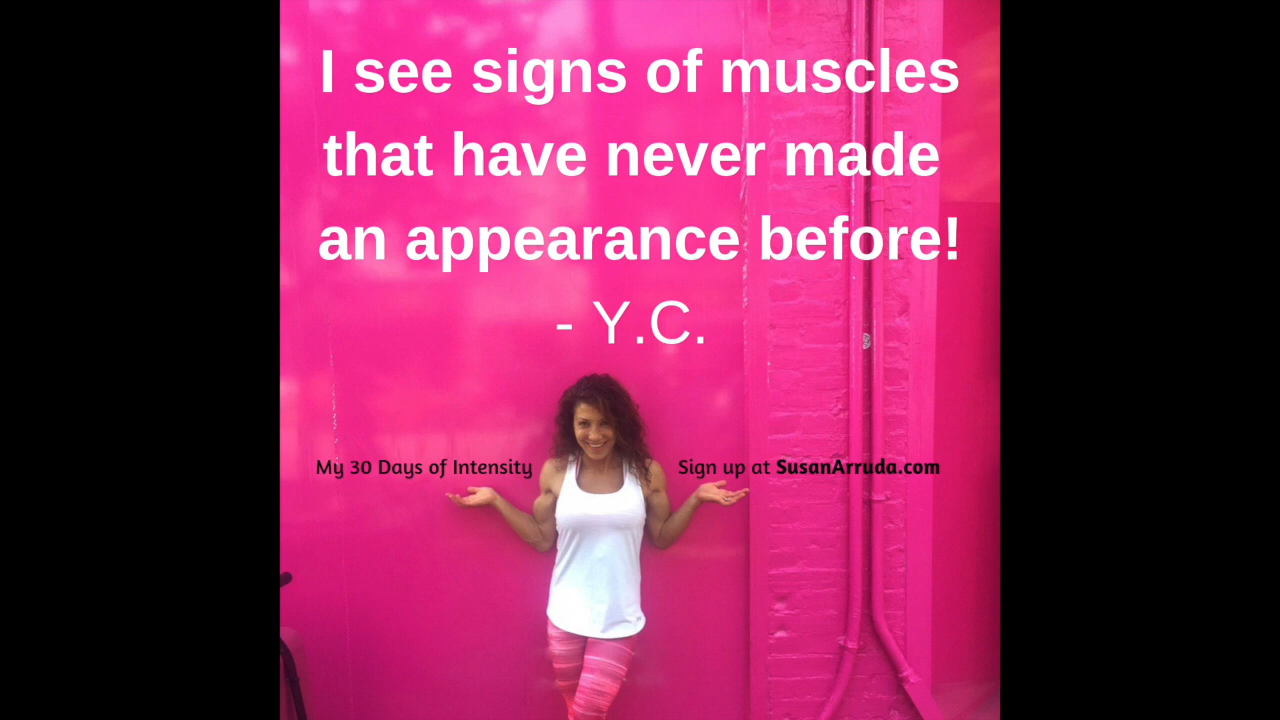 I see signs of muscles
that have never made
an appearance before!
- Y.C.
My 30 Days of Intensity
Sign up at SusanArruda.com